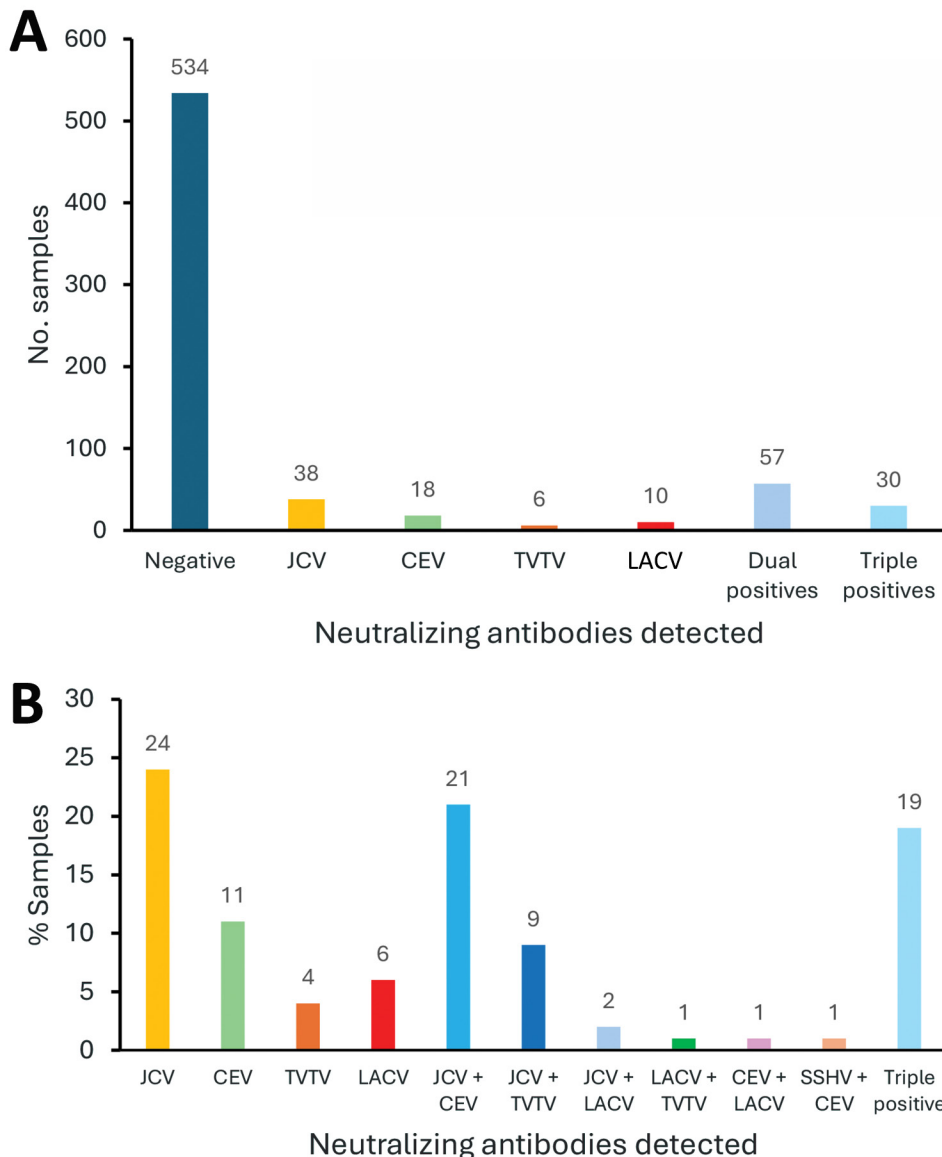 A
600
500
400
300
200
100
0
No. samples
534
38
18
6
10
57
30
Negative
JCV
CEV
TVTV
LACV
Dual
positives
Triple
positives
Neutralizing antibodies detected
B
30
25
20
15
10
5
0
% Samples
24
11
4
6
21
9
2
1
1
1
19
JCV
CEV
TVTV
LACV
JCV +
CEV
JCV +
TVTV
JCV +
LACV
LACV +
TVTV
CEV +
LACV
SSHV +
CEV
Triple
positive
Neutralizing antibodies detected